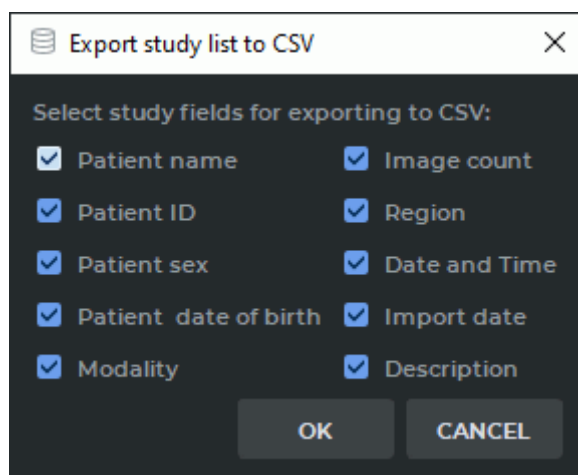 Export study list to CSV
Select study fields for exporting to CSV:
Patient name
Patient ID
Patient sex
Patient  date of birth
Modality
Image count
Region
Date and Time
Import date
Description
OK
CANCEL